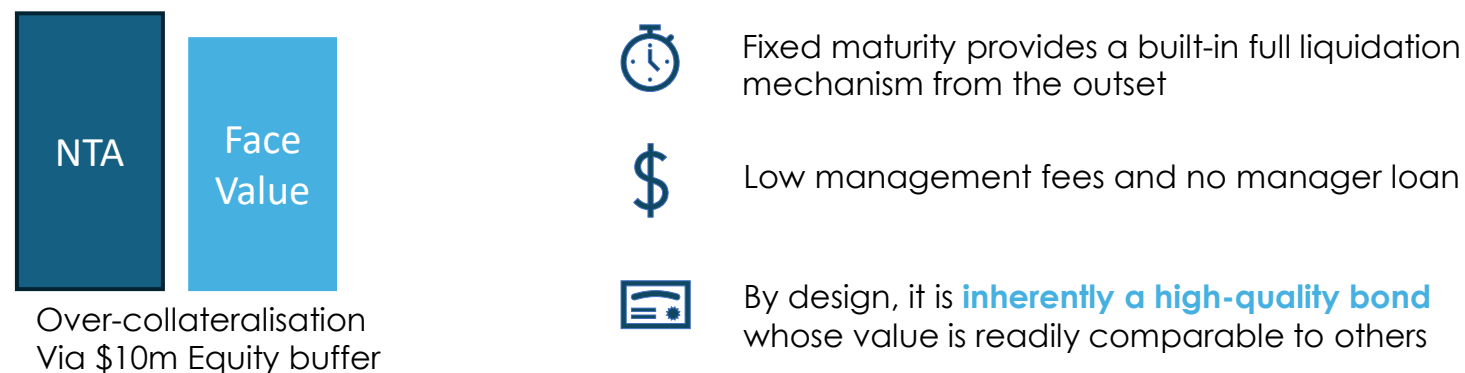 NTA
Face
Value
Over-collateralisation
Via $10m Equity buffer
Fixed maturity provides a built-in full liquidation
mechanism from the outset
$
Low management fees and no manager loan
By design, it is inherently a high-quality bond
whose value is readily comparable to others